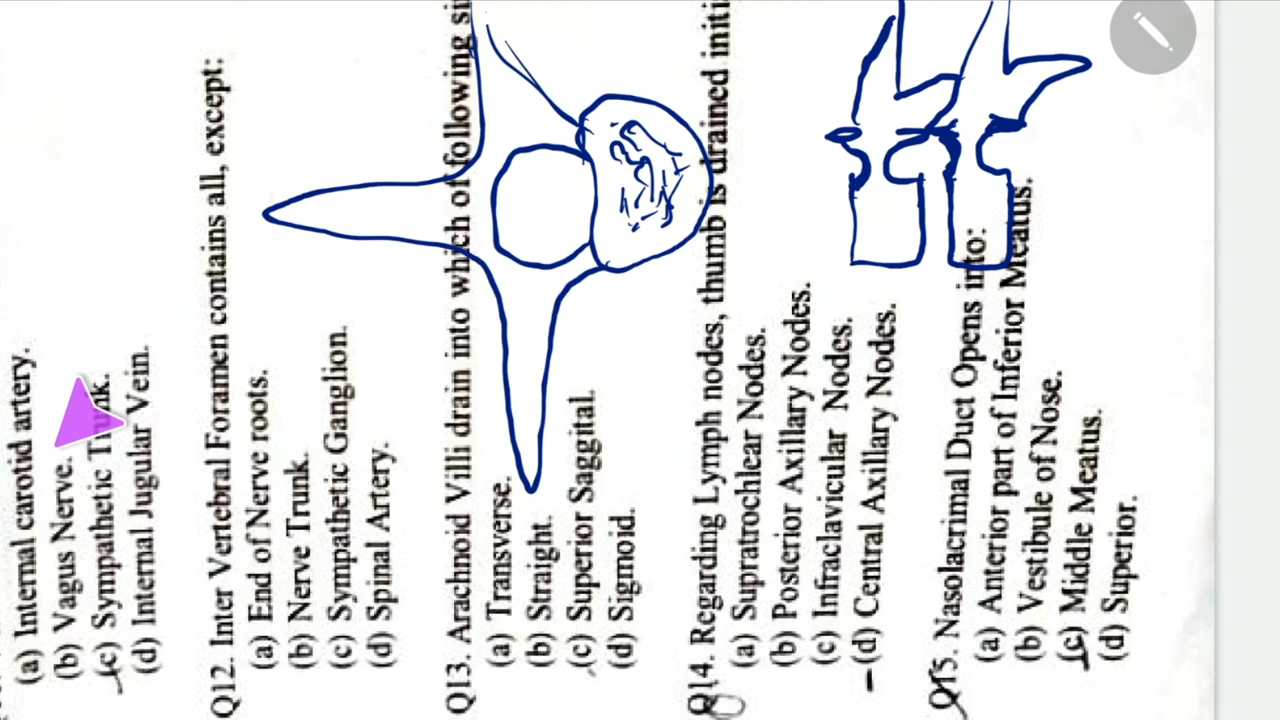 (a) Internal carotid artery.
(b) Vagus Nerve.
(c) Sympathetic Trunk.
(d) Internal Jugular Vein.
Q12. Inter Vertebral Foramen contains all, except:
(a) End of Nerve roots.
(b) Nerve Trunk.
(c) Sympathetic Ganglion.
(d) Spinal Artery.
Q13. Arachnoid Villi drain into which of following
(a) Transverse.
(b) Straight.
(c) Superior Saggital.
(d) Sigmoid.
Q14. Regarding Lymph nodes, thumb is drained
(a) Supratrochlear Nodes.
(b) Posterior Axillary Nodes.
(c) Infraclavicular Nodes.
(d) Central Axillary Nodes.
Q15. Nasolacrimal Duct Opens into:
(a) Anterior part of Inferior Meatus.
(b) Vestibule of Nose.
(c) Middle Meatus.
(d) Superior.